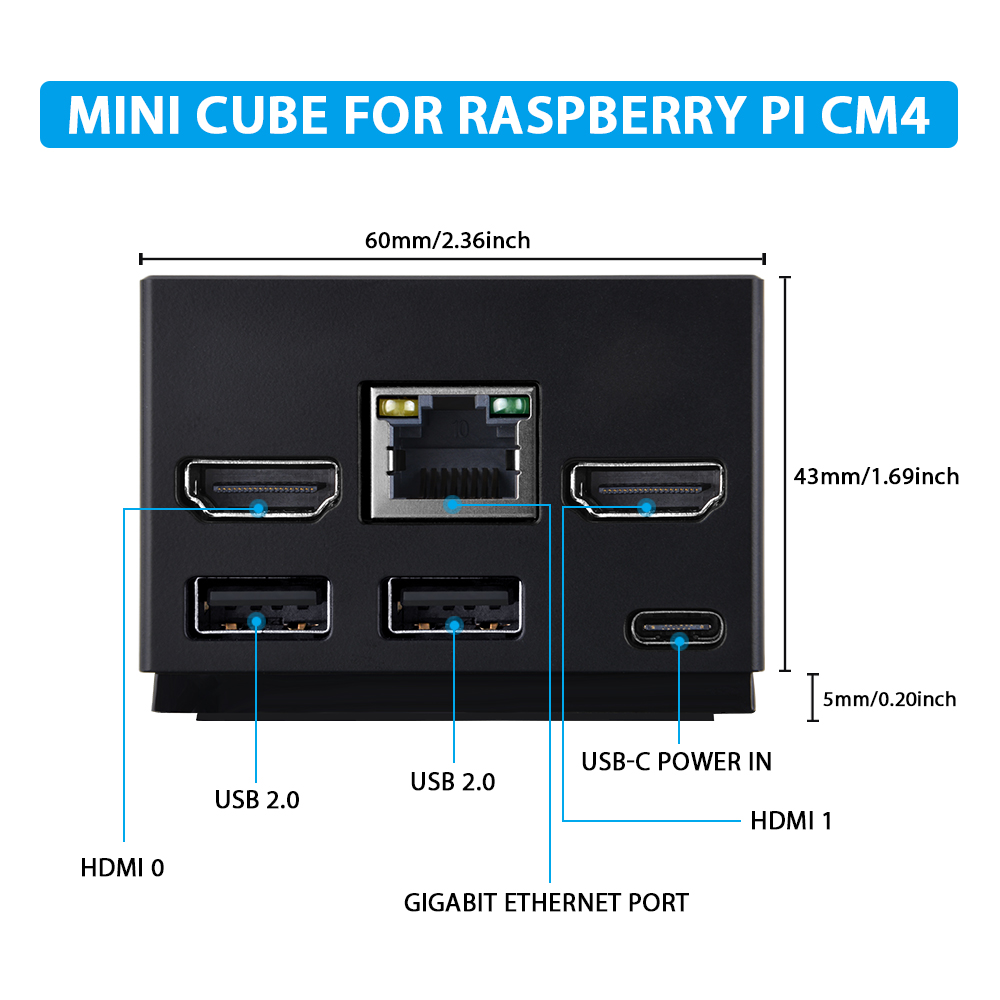 MINI CUBE FOR RASPBERRY PI CM4
60mm/2.36inch
43mm/1.69inch
5mm/0.20inch
USB-C POWER IN
USB 2.0
USB 2.0
HDMI 1
HDMI 0
GIGABIT ETHERNET PORT